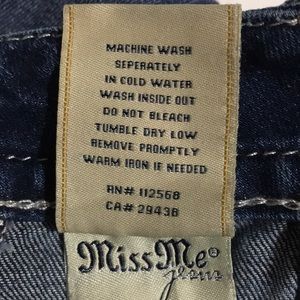 MACHINE WASH
SEPERATELY
IN COLD WATER
WASH INSIDE OUT
DO NOT BLEACH
TUMBLE DRY LOW
REMOVE PROMPTLY
WARM IRON IF NEEDED
RN# 112568
CA# 29438
Miss Me®
jeans